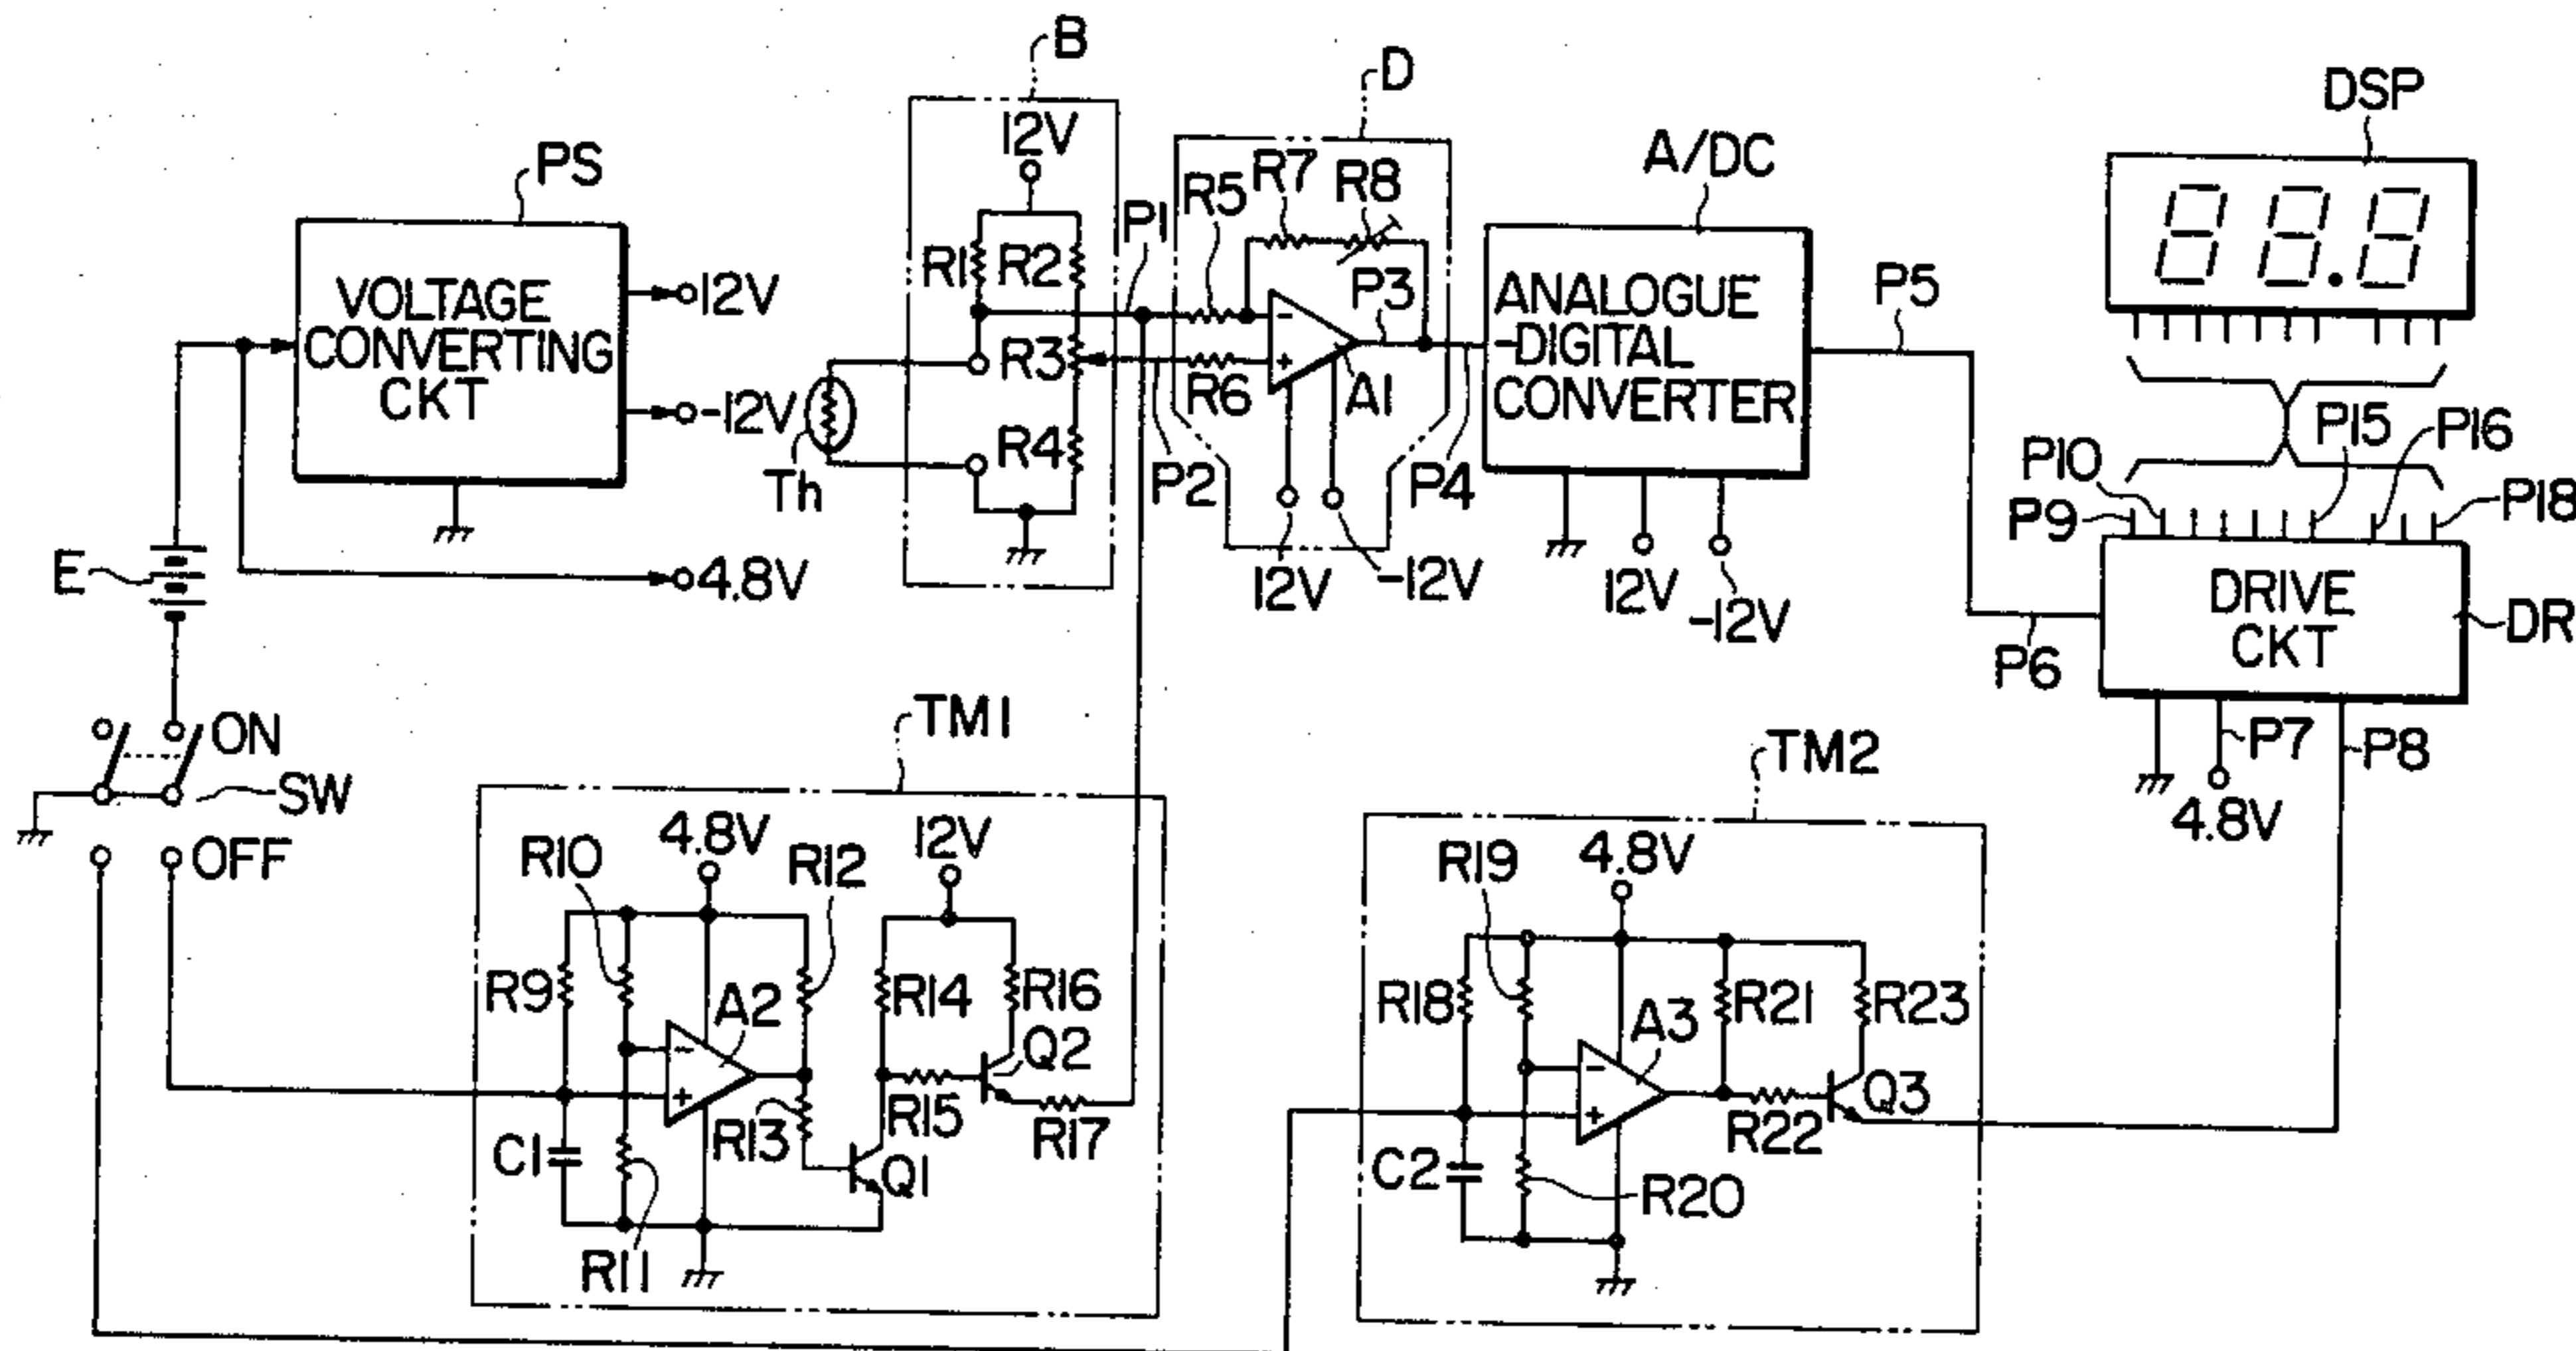 B
D
DSP
PS
12V
A/DC
R7
R8
R5
P1
R1
R2
VOLTAGE
CONVERTING
CKT
12V
-12V
P3
ANALOGUE
-DIGITAL
CONVERTER
P5
88.8
R3
R6
A1
R4
Th
P2
P4
P15
P16
P10
P9
P18
E
4.8V
12V
-12V
12V
-12V
DRIVE
CKT
DR
P6
ON
SW
OFF
TM1
TM2
P7
P8
4.8V
R10
4.8V
R12
12V
R19
4.8V
R9
A2
R14
R16
R18
A3
R21
R23
Q2
C1
R13
R15
R17
Q1
R22
Q3
C2
R20
R11